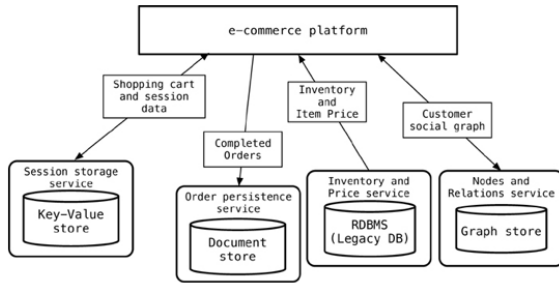 e-commerce platform
Shopping cart
and session
data
Inventory
and
Item Price
Customer
social graph
Completed
Orders
Session storage
service
Key-Value
store
Order persistence
service
Document
store
Inventory and
Price service
RDBMS
(Legacy DB)
Nodes and
Relations service
Graph store